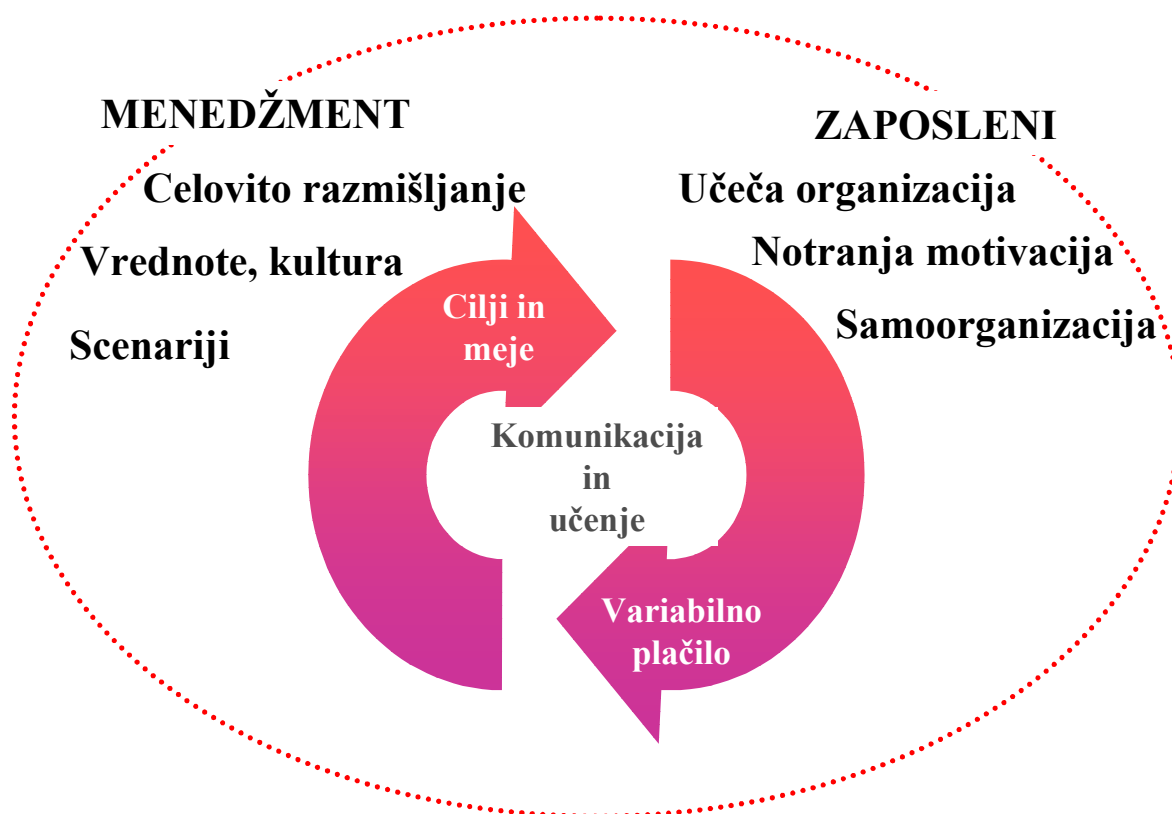 MENEDŽMENT
Celovito razmišljanje
Vrednote, kultura
Scenariji
ZAPOSLENI
Učeča organizacija
Notranja motivacija
Samoorganizacija
Cilji in
meje
Komunikacija
in
učenje
Variabilno
plačilo